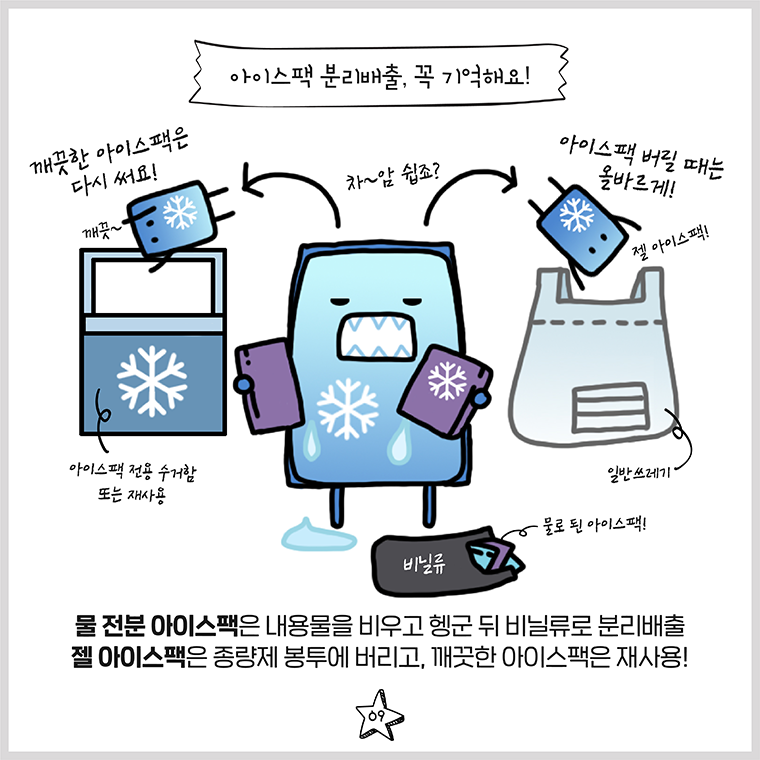 아이스팩 분리배출, 꼭 기억해요!
깨끗한 아이스팩은
다시 써요!
차~암 쉽죠?
아이스팩 버릴 때는
올바르게!
깨끗~
젤 아이스팩!
아이스팩 전용 수거함
또는 재사용
일반쓰레기
물로 된 아이스팩!
비닐류
물 전분 아이스팩은 내용물을 비우고 헹군 뒤 비닐류로 분리배출
젤 아이스팩은 종량제 봉투에 버리고, 깨끗한 아이스팩은 재사용!
09